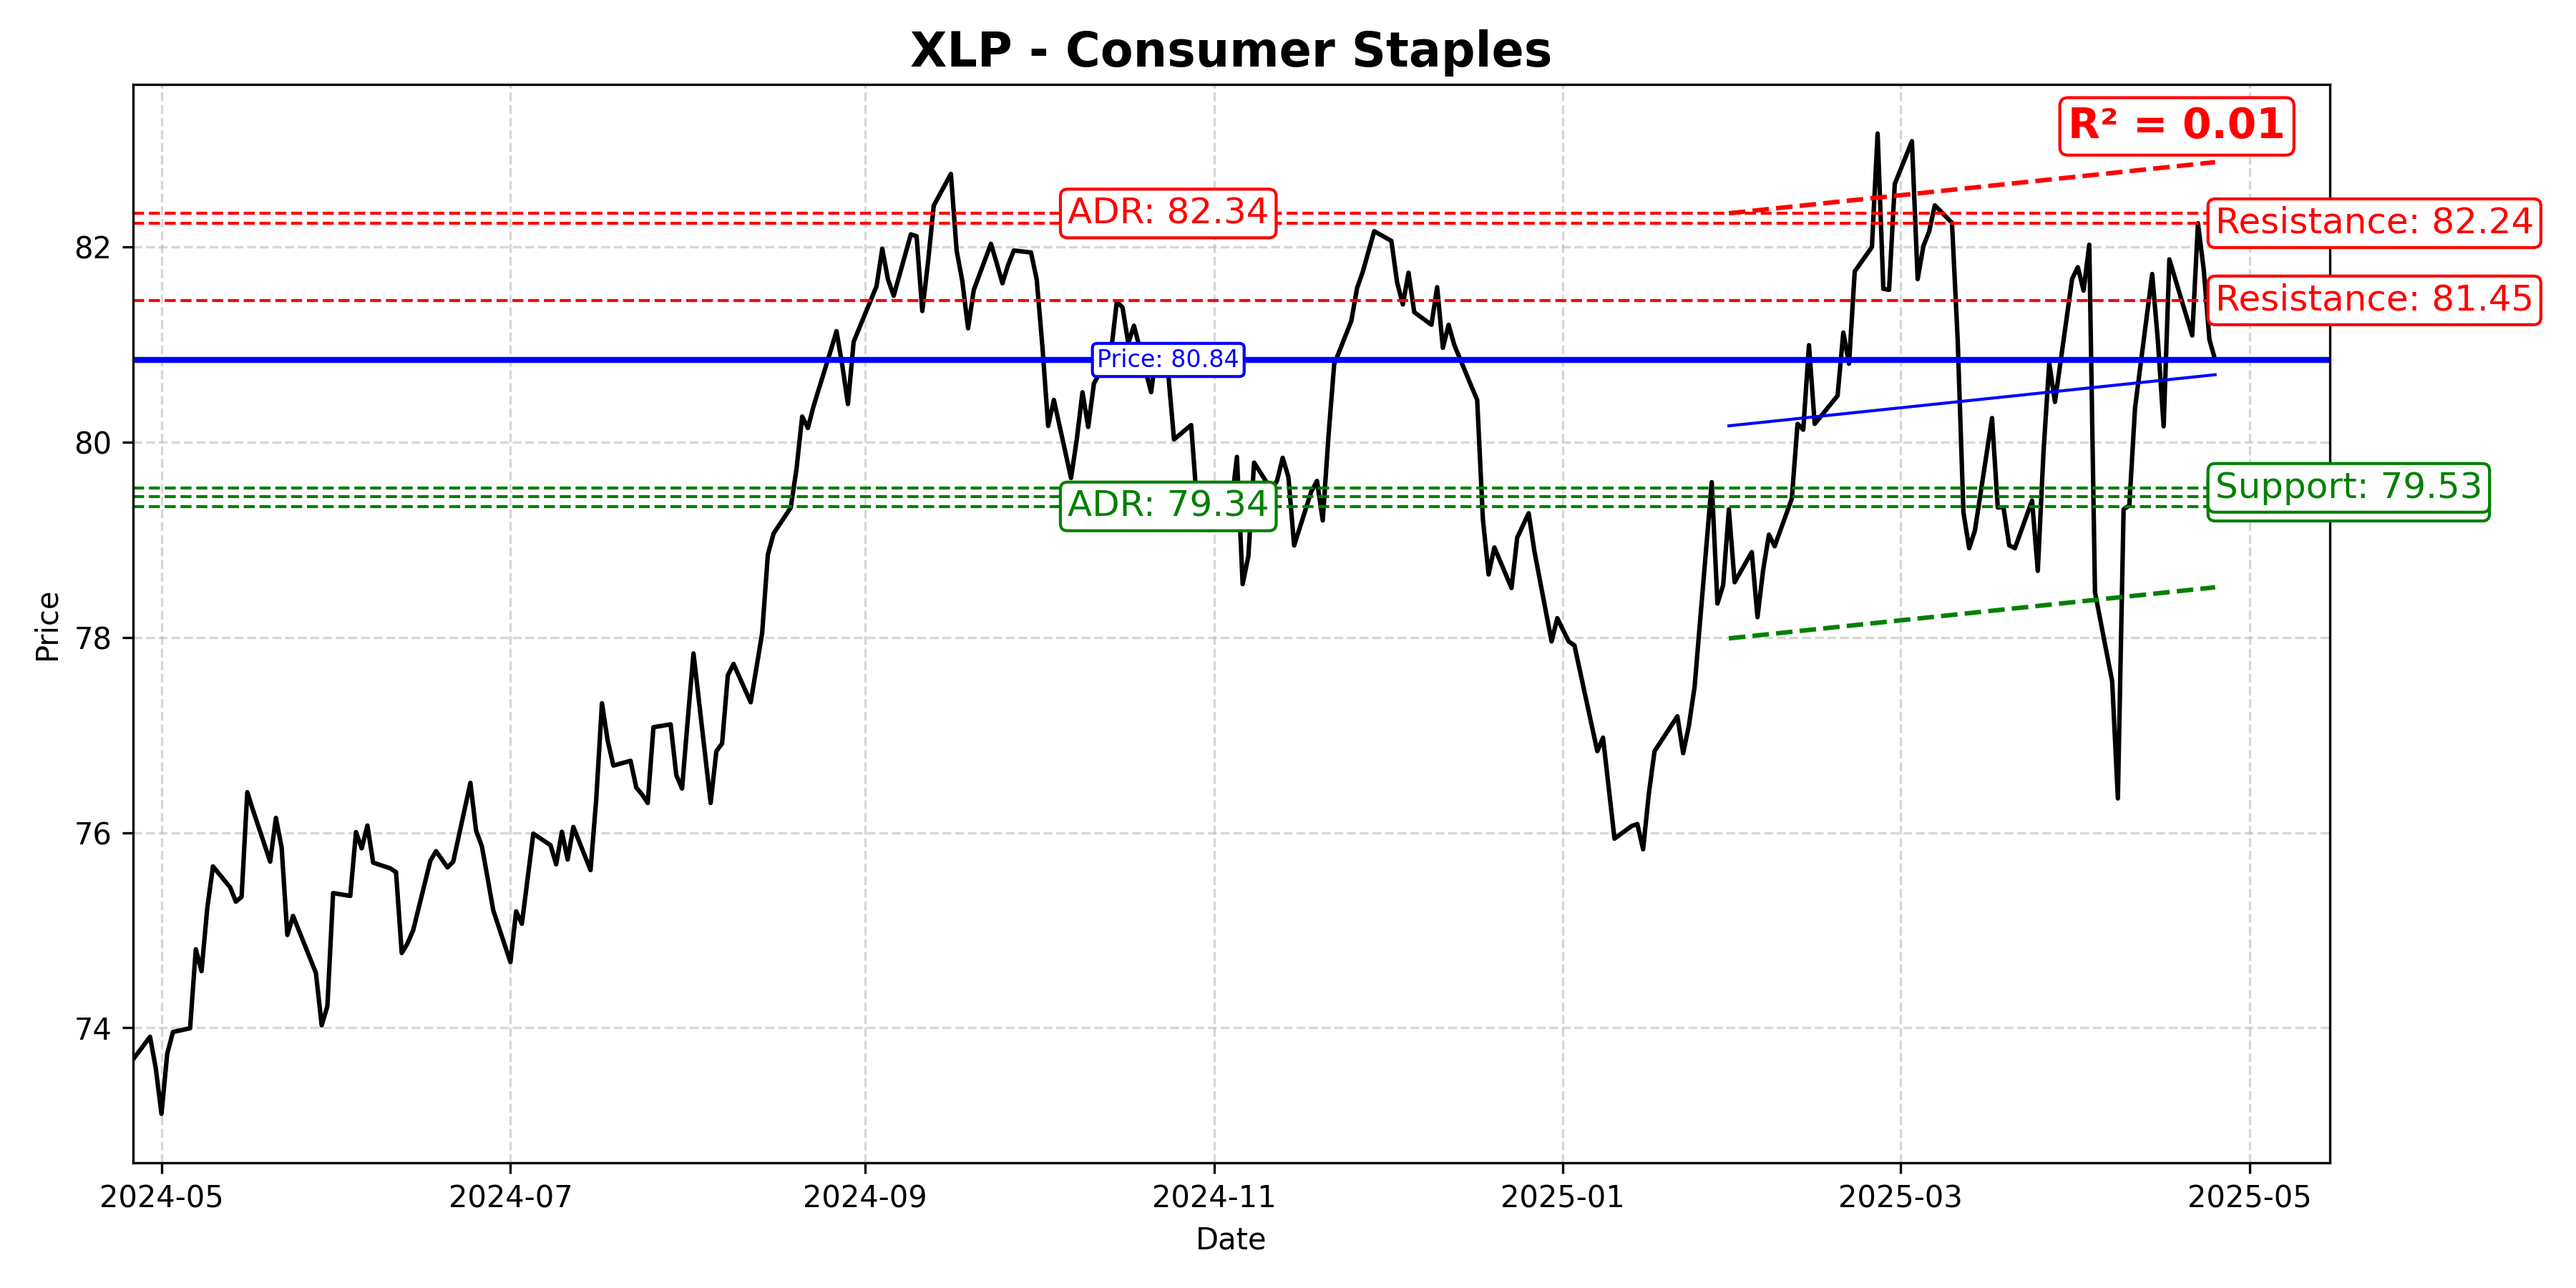 XLP - Consumer Staples
R² = 0.01
ADR: 82.34
Resistance: 82.24
Resistance: 81.45
Price: 80.84
Support: 79.53
ADR: 79.34
82
80
78
76
74
Price
2024-05
2024-07
2024-09
2024-11
2025-01
2025-03
2025-05
Date